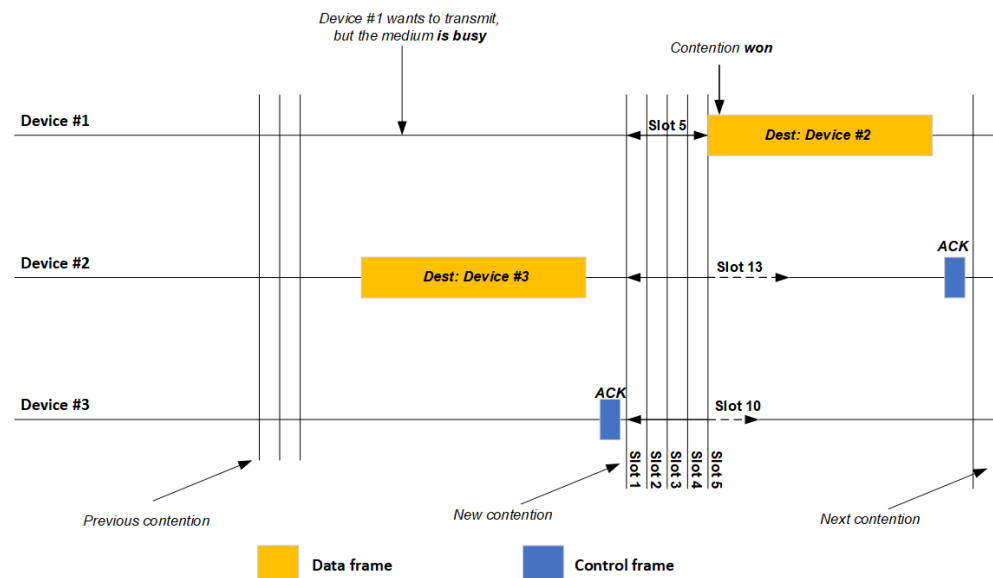 Device #1 wants to transmit,
but the medium is busy
Contention won
Device #1
Slot 5
Dest: Device #2
Device #2
Dest: Device #3
Slot 13
ACK
Device #3
ACK
Slot 10
Slot 1
Slot 2
Slot 3
Slot 4
Slot 5
Previous contention
New contention
Next contention
Data frame
Control frame